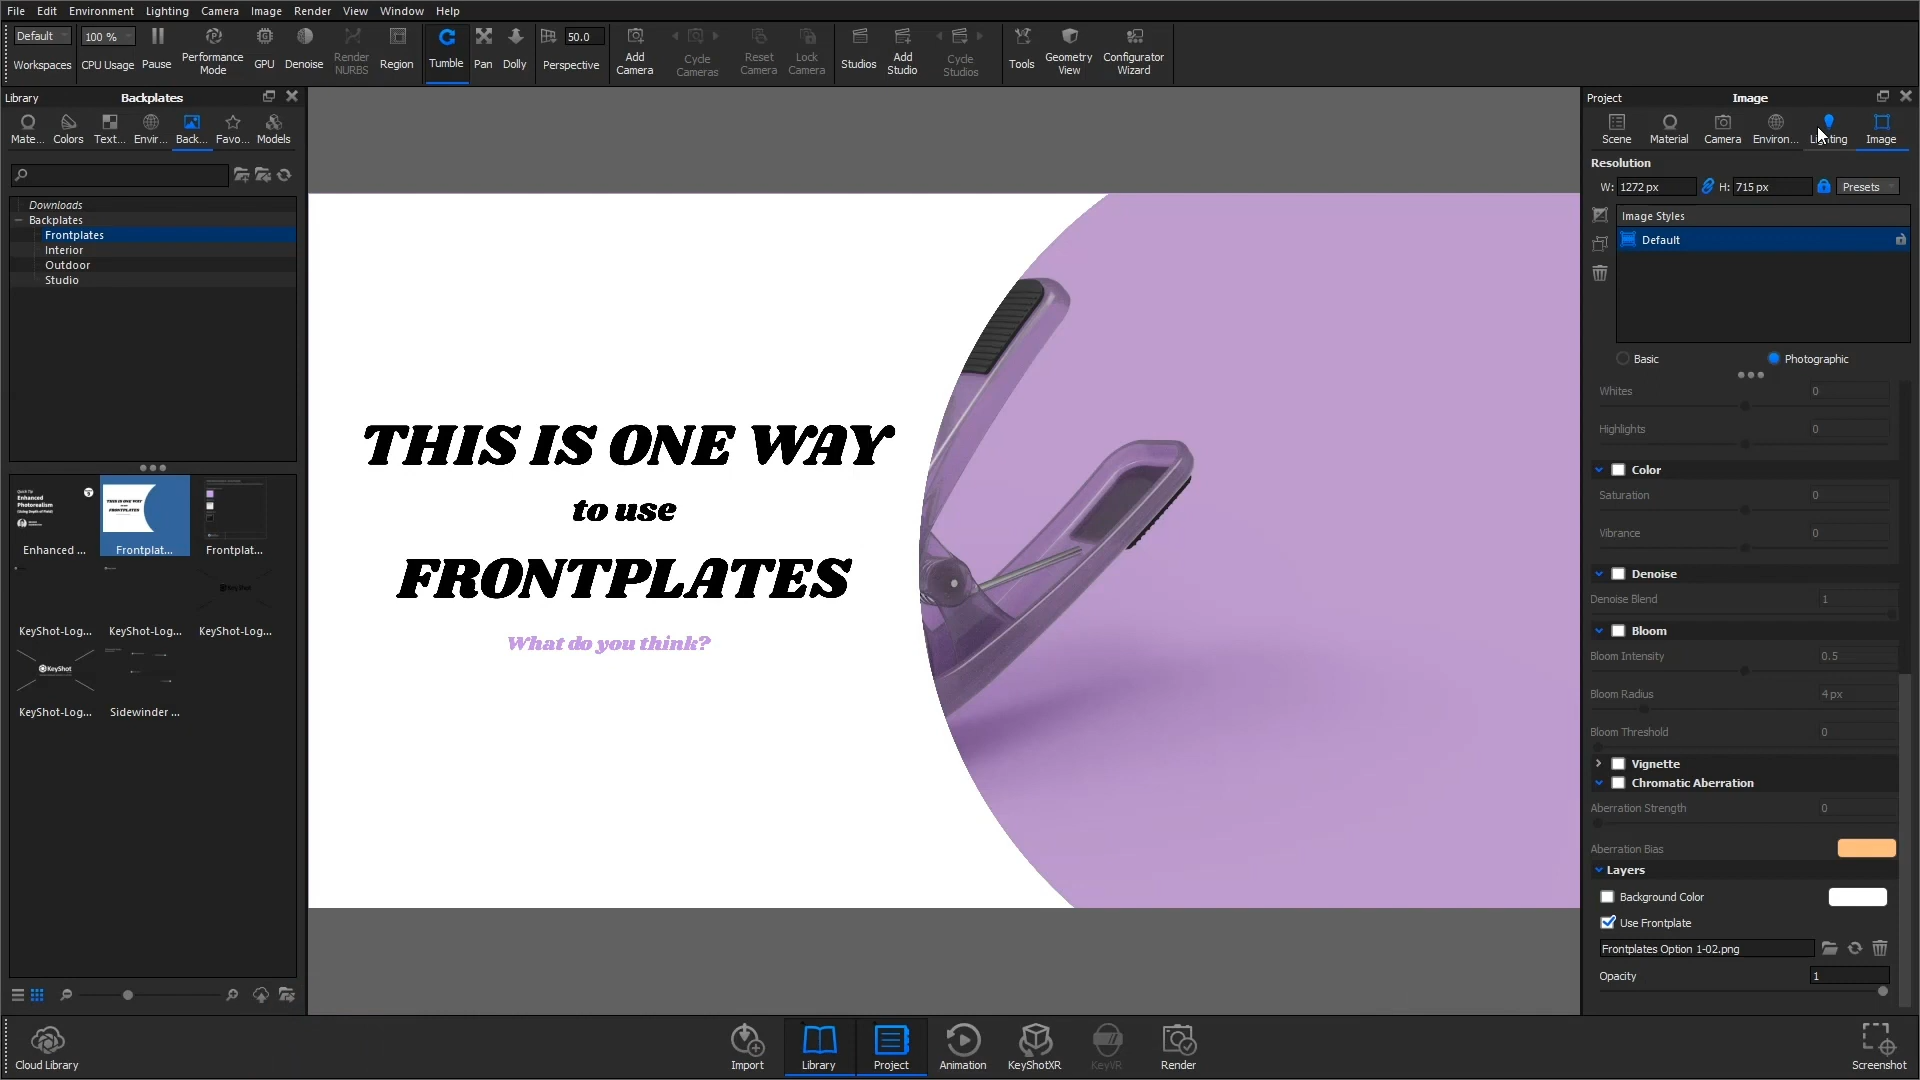 File Edit Environment Lighting Camera Image Render View Window Help
Default 100 % 50.0
Workspaces CPU Usage Pause Performance Mode GPU Denoise Render NURBS Region Tumble Pan Dolly Perspective Add Camera Cycle Cameras Reset Camera Lock Camera Studios Add Studio Cycle Studios Tools Geometry View Configurator Wizard
Library Backplates
Mate... Colors Text... Envir... Back... Favo... Models
Downloads
Backplates
Frontplates
Interior
Outdoor
Studio
Enhanced ... Frontplat... Frontplat...
KeyShot-Log... KeyShot-Log... KeyShot-Log...
KeyShot-Log... Sidewinder ...
THIS IS ONE WAY
to use
FRONTPLATES
What do you think?
Project Image
Scene Material Camera Environ... Lighting Image
Resolution
W: 1272 px H: 715 px Presets
Image Styles
Default
Basic Photographic
Whites 0
Highlights 0
Color
Saturation 0
Vibrance 0
Denoise
Denoise Blend 1
Bloom
Bloom Intensity 0.5
Bloom Radius 4 px
Bloom Threshold 0
Vignette
Chromatic Aberration
Aberration Strength 0
Aberration Bias
Layers
Background Color
Use Frontplate
Frontplates Option 1-02.png
Opacity 1
Cloud Library Import Library Project Animation KeyShotXR KeyVR Render Screenshot